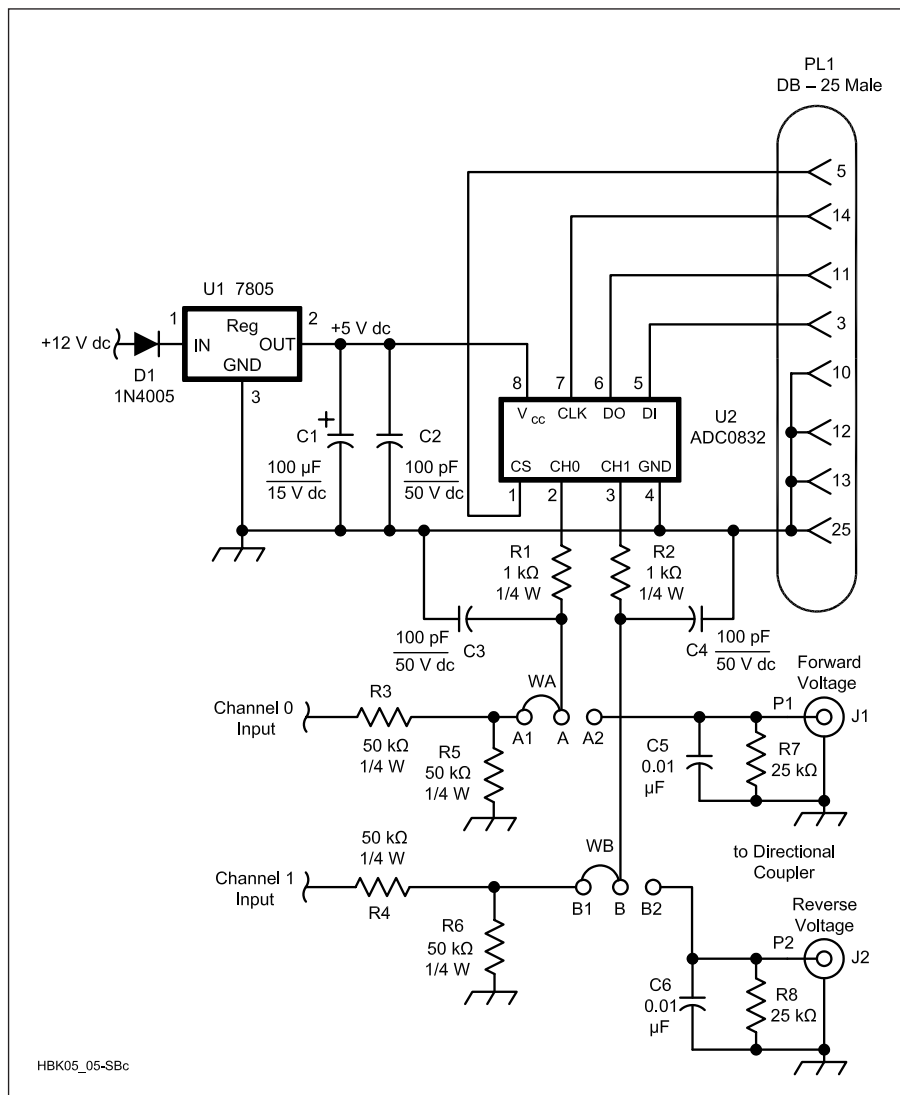 PL1
DB – 25 Male
5
14
11
3
10
12
13
25
U1 7805
1
Reg
2
IN
OUT
GND
3
+12 V dc
D1
1N4005
+5 V dc
+
C1
100 µF
15 V dc
C2
100 pF
50 V dc
8
7
6
5
V cc
CLK
DO
DI
U2
ADC0832
CS
CH0
CH1
GND
1
2
3
4
R1
1 kΩ
1/4 W
R2
1 kΩ
1/4 W
100 pF
50 V dc
C3
C4
100 pF
50 V dc
Channel 0
Input
R3
50 kΩ
1/4 W
R5
50 kΩ
1/4 W
WA
A1
A
A2
Forward
Voltage
P1
J1
C5
0.01
µF
R7
25 kΩ
to Directional
Coupler
Channel 1
Input
50 kΩ
1/4 W
R4
R6
50 kΩ
1/4 W
WB
B1
B
B2
Reverse
Voltage
P2
J2
C6
0.01
µF
R8
25 kΩ
HBK05_05-SBc